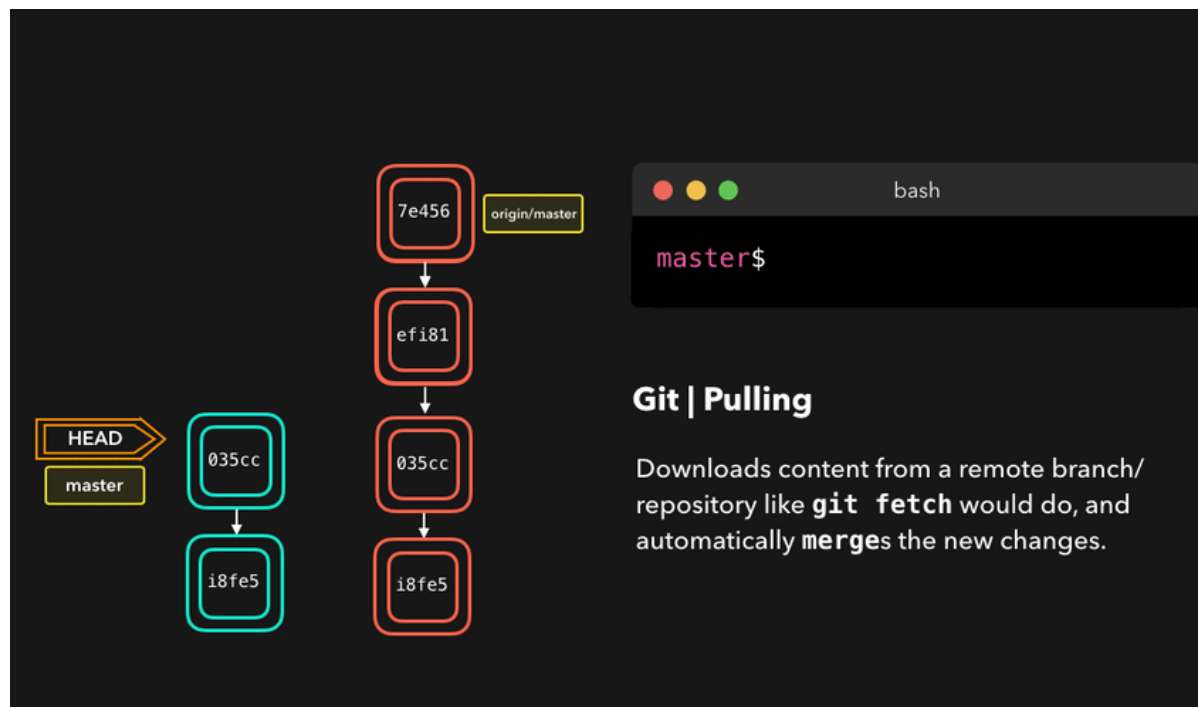 7e456
origin/master
efi81
HEAD
master
035cc
035cc
i8fe5
i8fe5
bash
master$
Git | Pulling
Downloads content from a remote branch/
repository like git fetch would do, and
automatically merges the new changes.